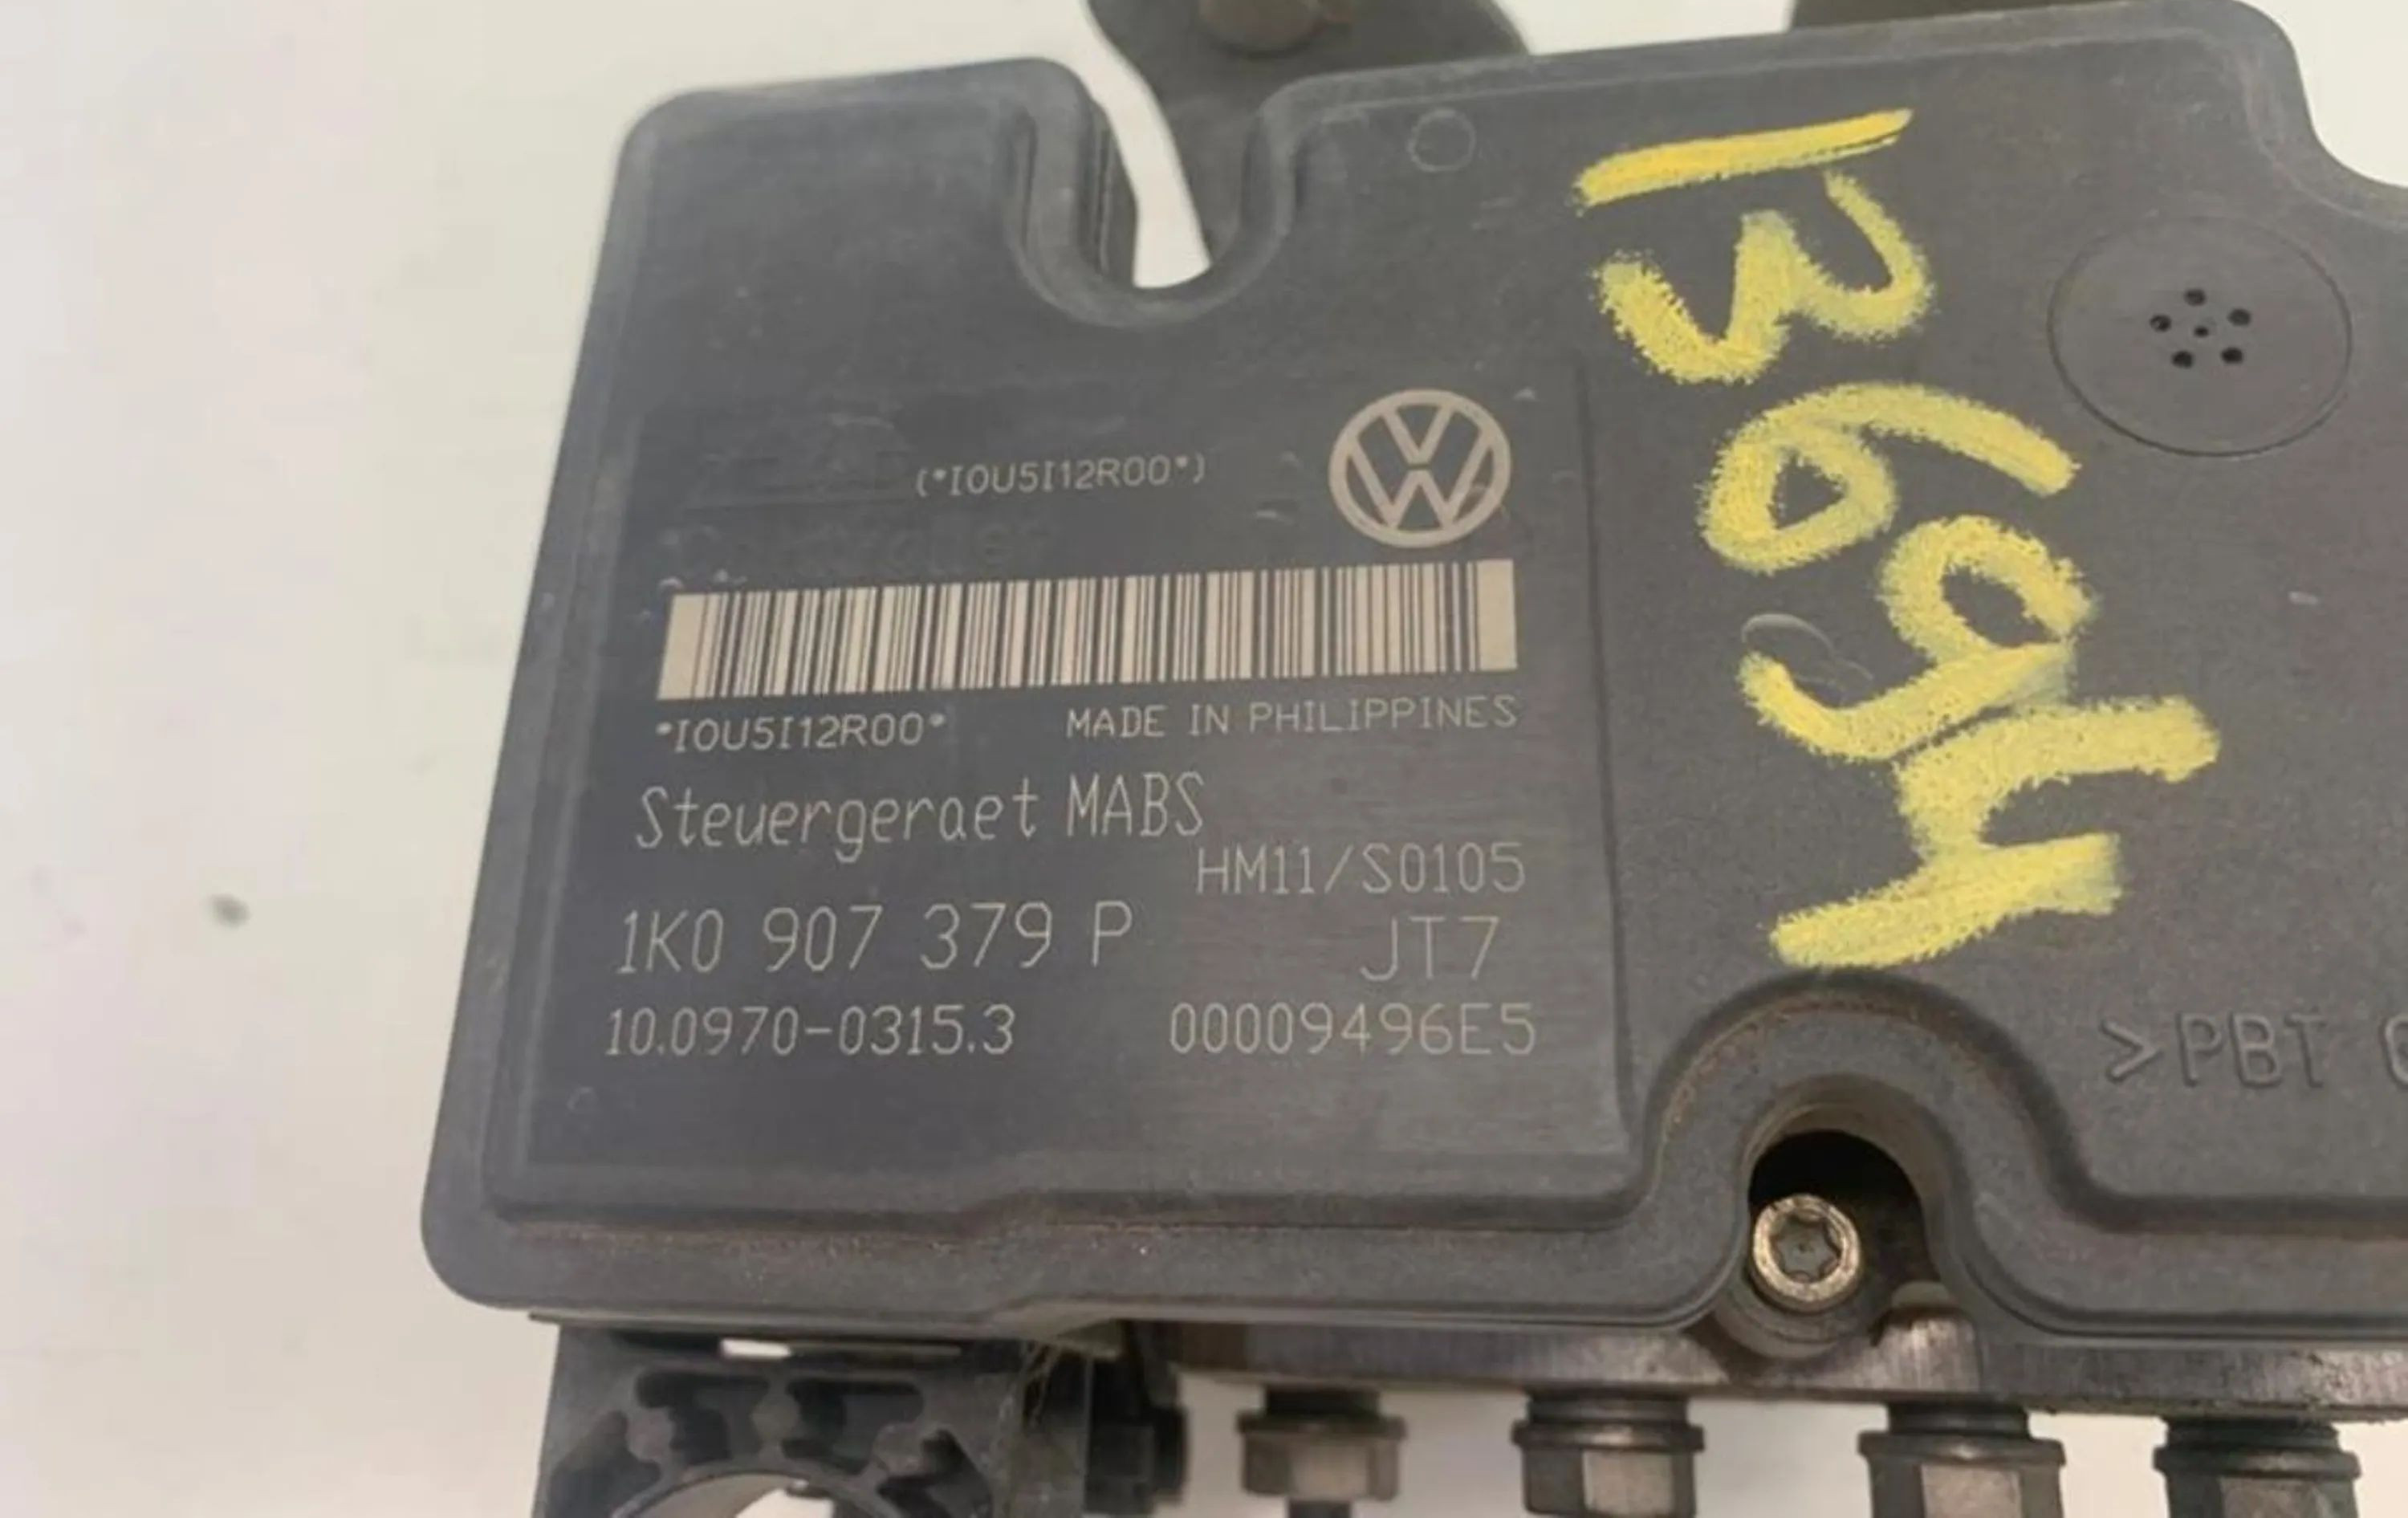 (*IOU5I12R00*)
*IOU5I12R00* MADE IN PHILIPPINES
Steuergeraet MABS
HM11/S0105
1K0 907 379 P JT7
10.0970-0315.3 00009496E5
13694
>PBT